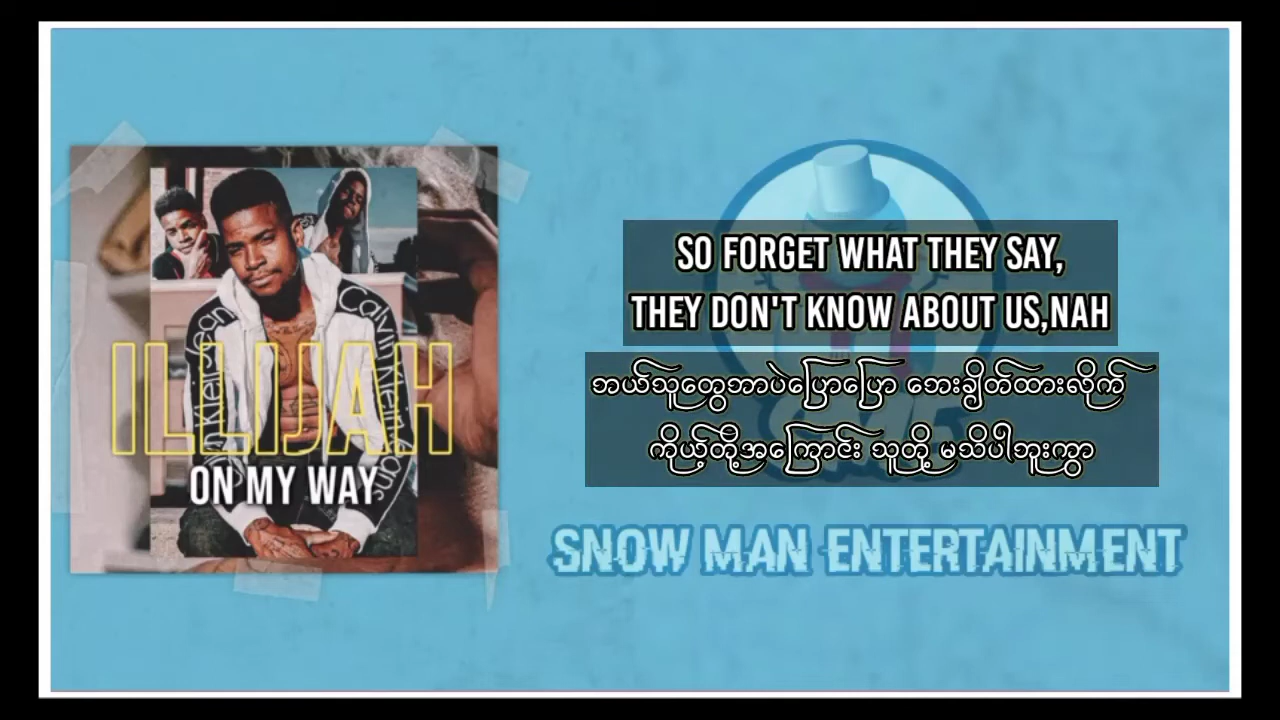 SO FORGET WHAT THEY SAY,
THEY DON'T KNOW ABOUT US,NAH
ဘယ်သူတွေဘာပဲပြောပြော ဘေးချိတ်ထားလိုက်
ကိုယ့်တို့အကြောင်း သူတို့ မသိပါဘူးကွာ
ILLIJAH
ON MY WAY
SNOW MAN ENTERTAINMENT